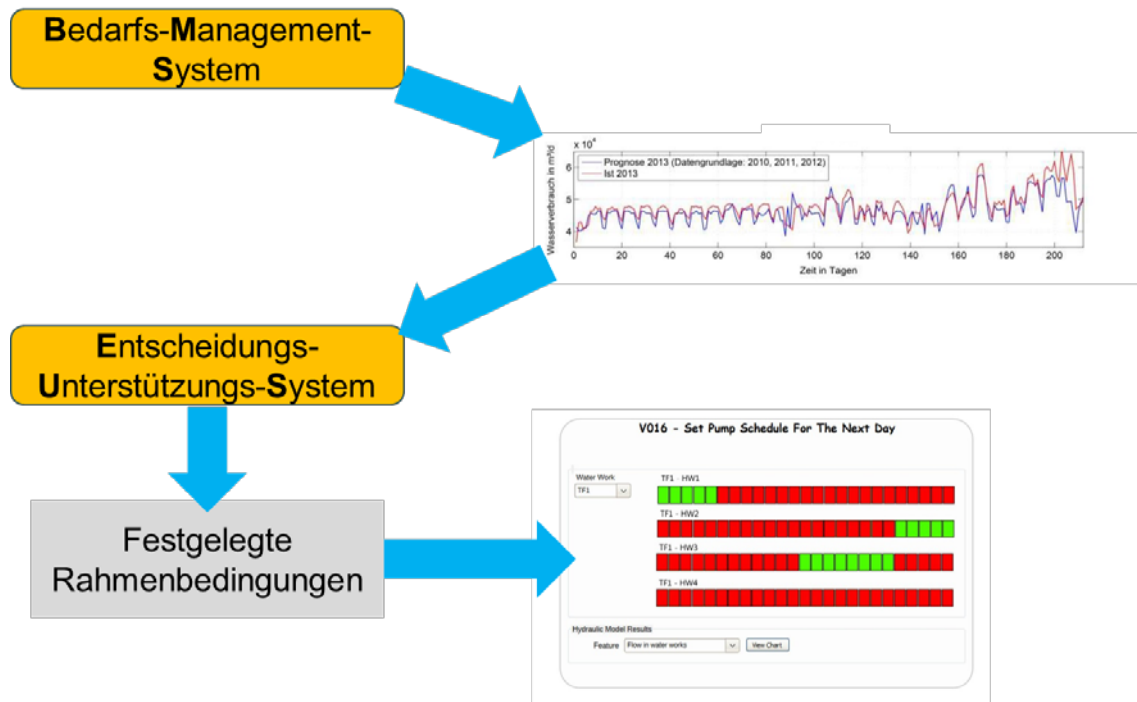 Bedarfs-Management-
System
x 10⁴
Wasserverbrauch in m³/d
Prognose 2013 (Datengrundlage: 2010, 2011, 2012)
Ist 2013
6
5
4
0 20 40 60 80 100 120 140 160 180 200
Zeit in Tagen
Entscheidungs-
Unterstützungs-System
Festgelegte
Rahmenbedingungen
V016 - Set Pump Schedule For The Next Day
Water Work
TF1
TF1 - HW1
TF1 - HW2
TF1 - HW3
TF1 - HW4
Hydraulic Model Results
Feature Flow in water works View Chart